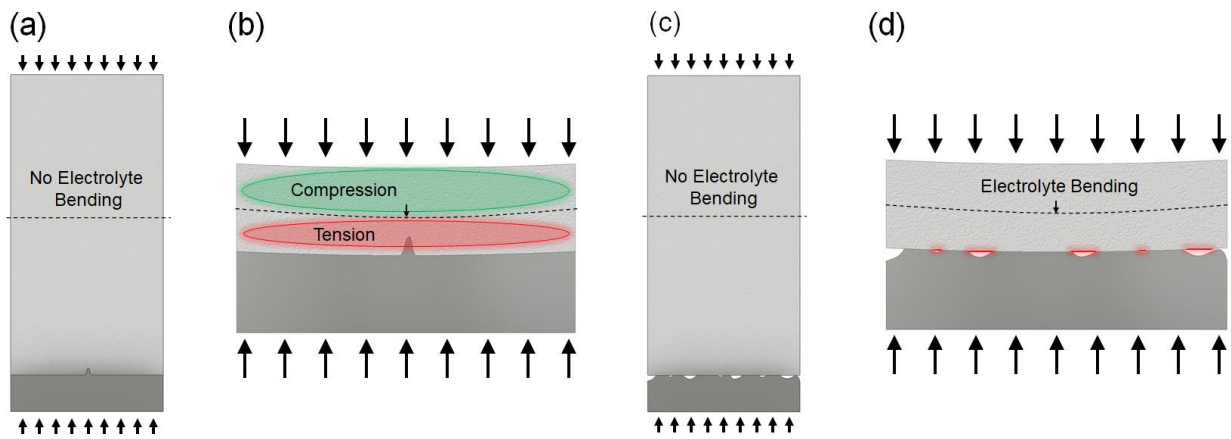 (a)
No Electrolyte
Bending
(b)
Compression
Tension
(c)
No Electrolyte
Bending
(d)
Electrolyte Bending